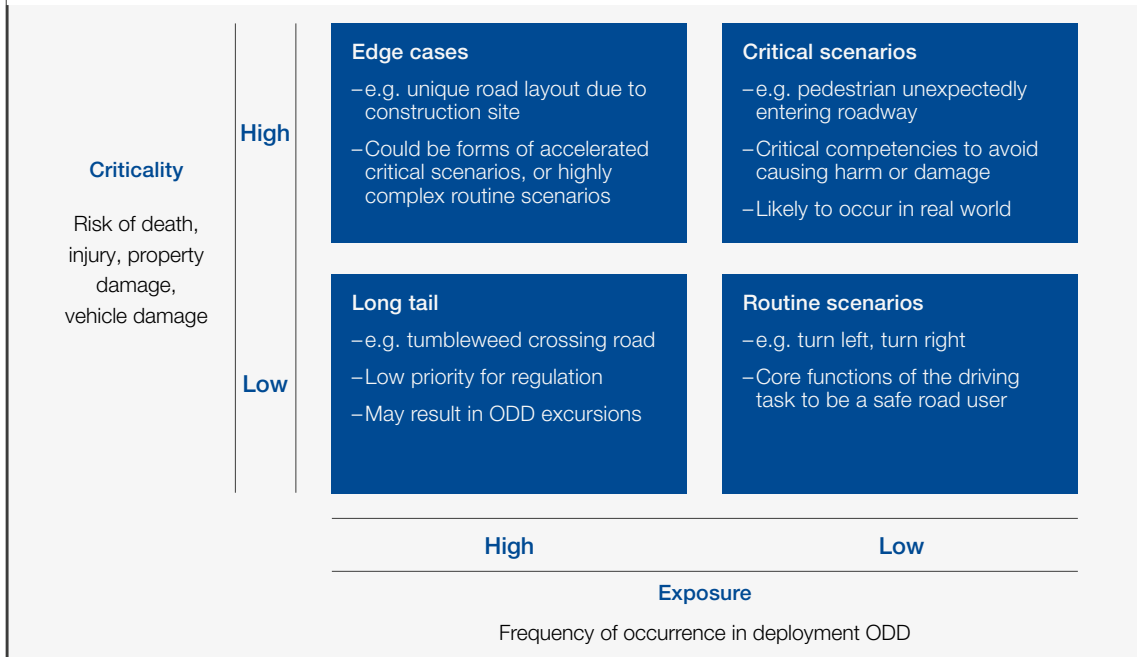 Edge cases
–e.g. unique road layout due to
construction site
–Could be forms of accelerated
critical scenarios, or highly
complex routine scenarios
Critical scenarios
–e.g. pedestrian unexpectedly
entering roadway
–Critical competencies to avoid
causing harm or damage
–Likely to occur in real world
High
Criticality
Risk of death,
injury, property
damage,
vehicle damage
Long tail
–e.g. tumbleweed crossing road
–Low priority for regulation
–May result in ODD excursions
Routine scenarios
–e.g. turn left, turn right
–Core functions of the driving
task to be a safe road user
Low
High
Low
Exposure
Frequency of occurrence in deployment ODD